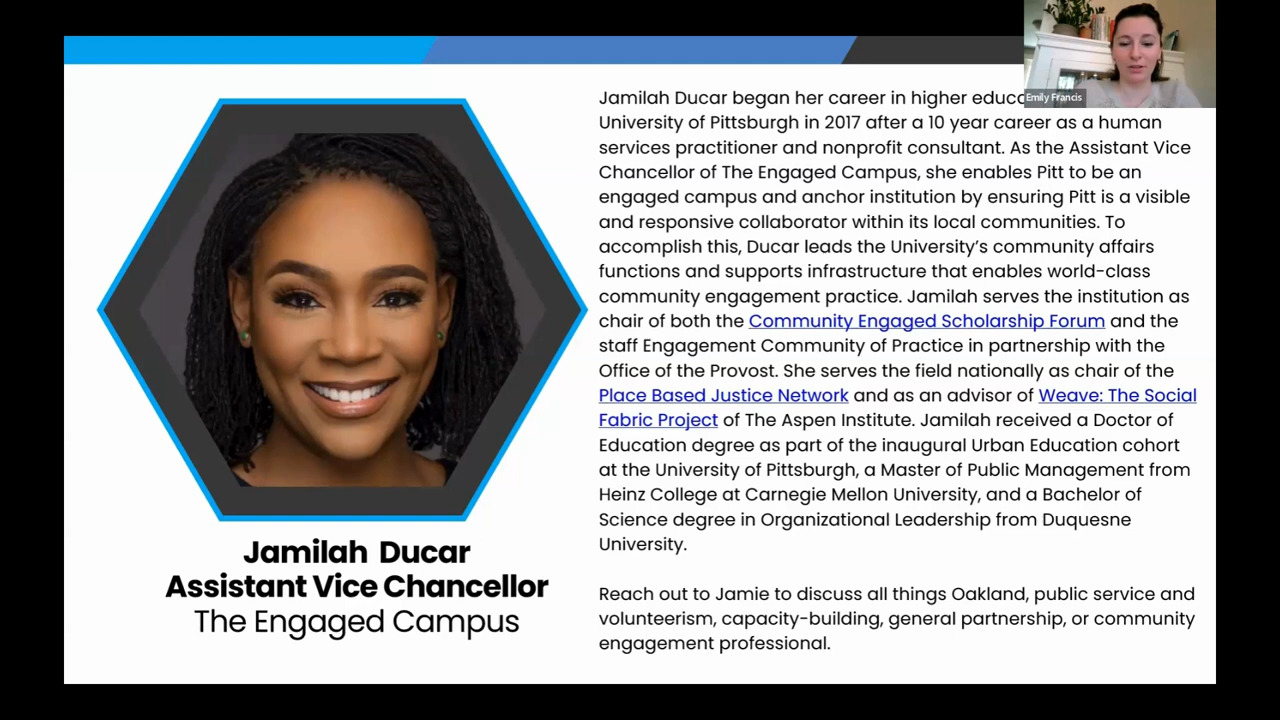 Emily Francis
Jamilah Ducar began her career in higher
University of Pittsburgh in 2017 after a 10 year career as a human
services practitioner and nonprofit consultant. As the Assistant Vice
Chancellor of The Engaged Campus, she enables Pitt to be an
engaged campus and anchor institution by ensuring Pitt is a visible
and responsive collaborator within its local communities. To
accomplish this, Ducar leads the University’s community affairs
functions and supports infrastructure that enables world-class
community engagement practice. Jamilah serves the institution as
chair of both the Community Engaged Scholarship Forum and the
staff Engagement Community of Practice in partnership with the
Office of the Provost. She serves the field nationally as chair of the
Place Based Justice Network and as an advisor of Weave: The Social
Fabric Project of The Aspen Institute. Jamilah received a Doctor of
Education degree as part of the inaugural Urban Education cohort
at the University of Pittsburgh, a Master of Public Management from
Heinz College at Carnegie Mellon University, and a Bachelor of
Science degree in Organizational Leadership from Duquesne
University.
Reach out to Jamie to discuss all things Oakland, public service and
volunteerism, capacity-building, general partnership, or community
engagement professional.
Jamilah Ducar
Assistant Vice Chancellor
The Engaged Campus